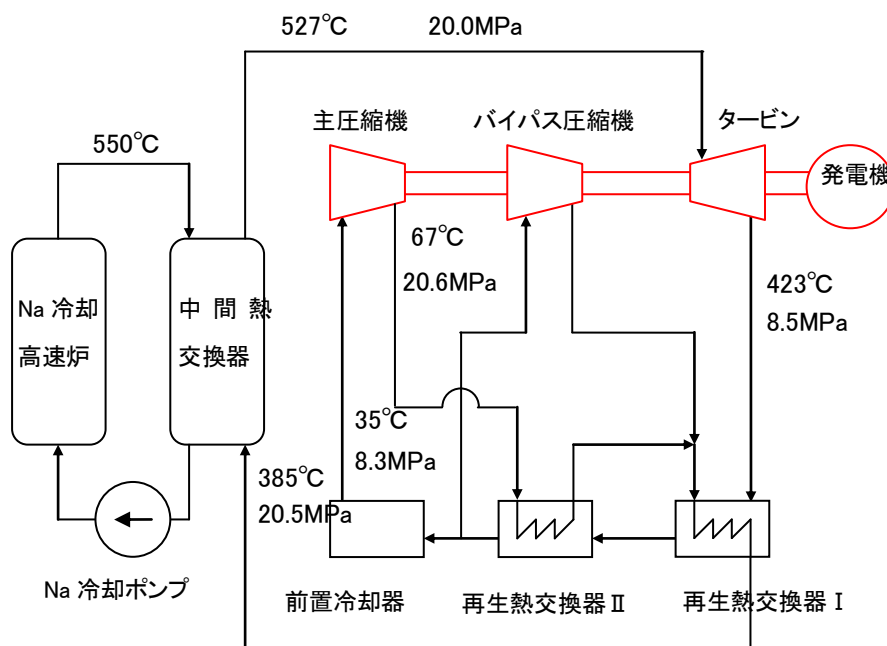 527℃
20.0MPa
主圧縮機
バイパス圧縮機
タービン
550℃
発電機
67℃
20.6MPa
423℃
8.5MPa
Na 冷却
高速炉
中 間 熱
交換器
35℃
8.3MPa
385℃
20.5MPa
Na 冷却ポンプ
前置冷却器
再生熱交換器Ⅱ
再生熱交換器Ⅰ